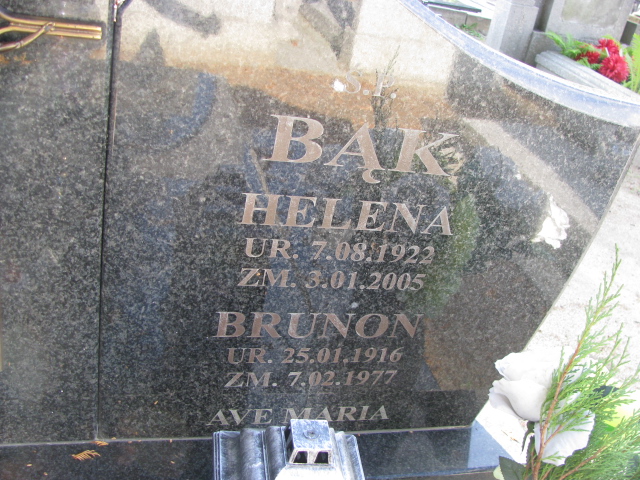 Ś.P.
BĄK
HELENA
UR. 7.08.1922
ZM. 3.01.2005
BRUNON
UR. 25.01.1916
ZM. 7.02.1977
AVE MARIA